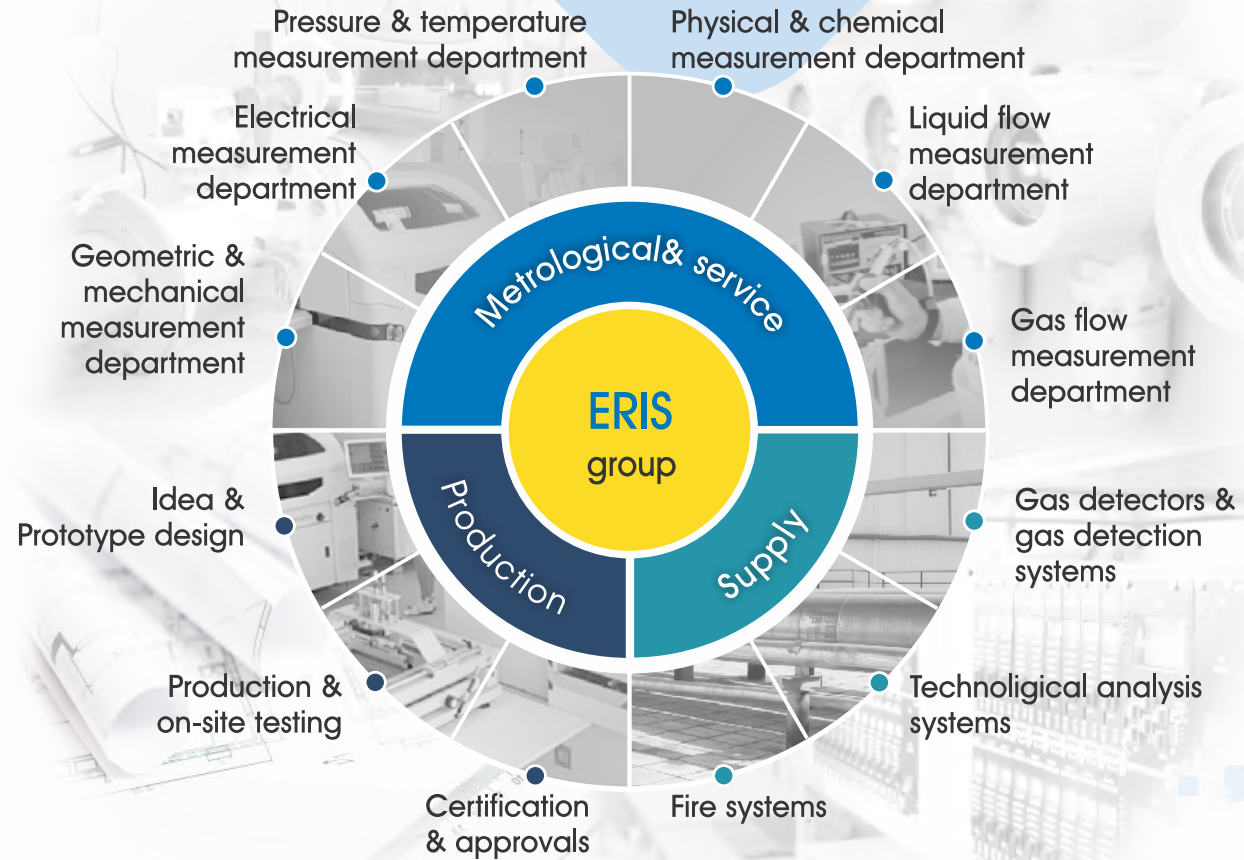 Pressure & temperature
measurement department
Physical & chemical
measurement department
Electrical
measurement
department
Liquid flow
measurement
department
Geometric &
mechanical
measurement
department
Gas flow
measurement
department
Metrological& service
ERIS
group
Production
Supply
Idea &
Prototype design
Gas detectors &
gas detection
systems
Production &
on-site testing
Technoligical analysis
systems
Certification
& approvals
Fire systems